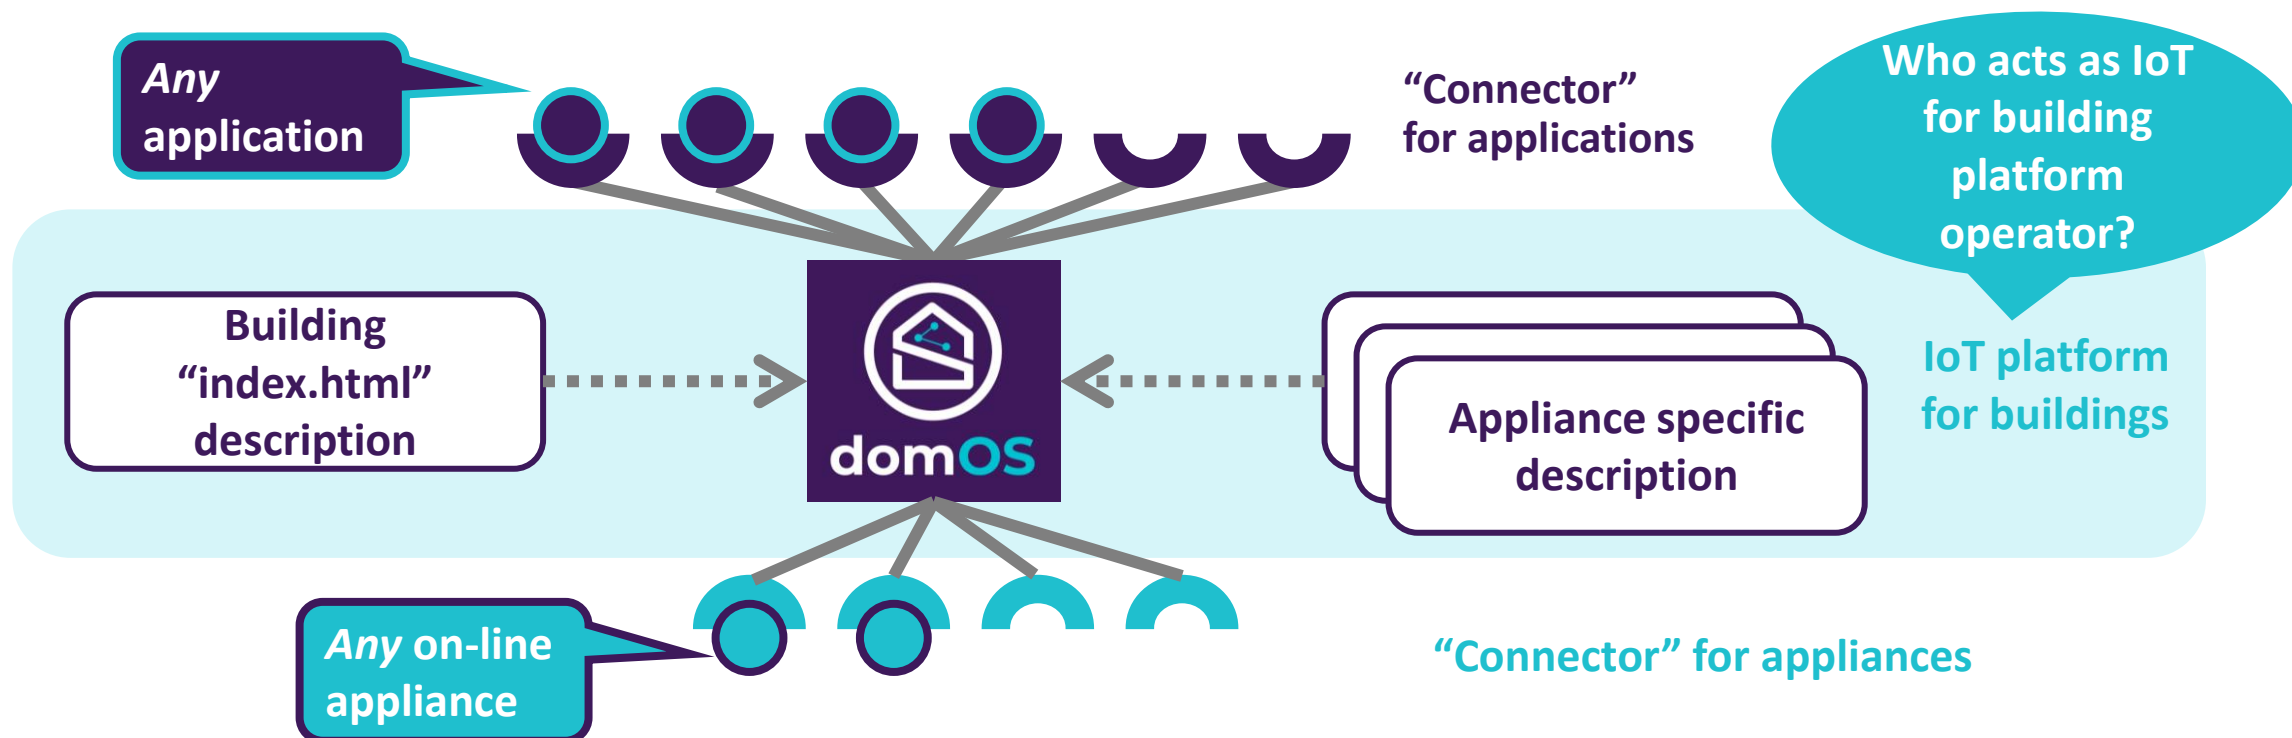 Any
application
“Connector”
for applications
Who acts as IoT
for building
platform
operator?
Building
“index.html”
description
domOS
Appliance specific
description
IoT platform
for buildings
Any on-line
appliance
“Connector” for appliances